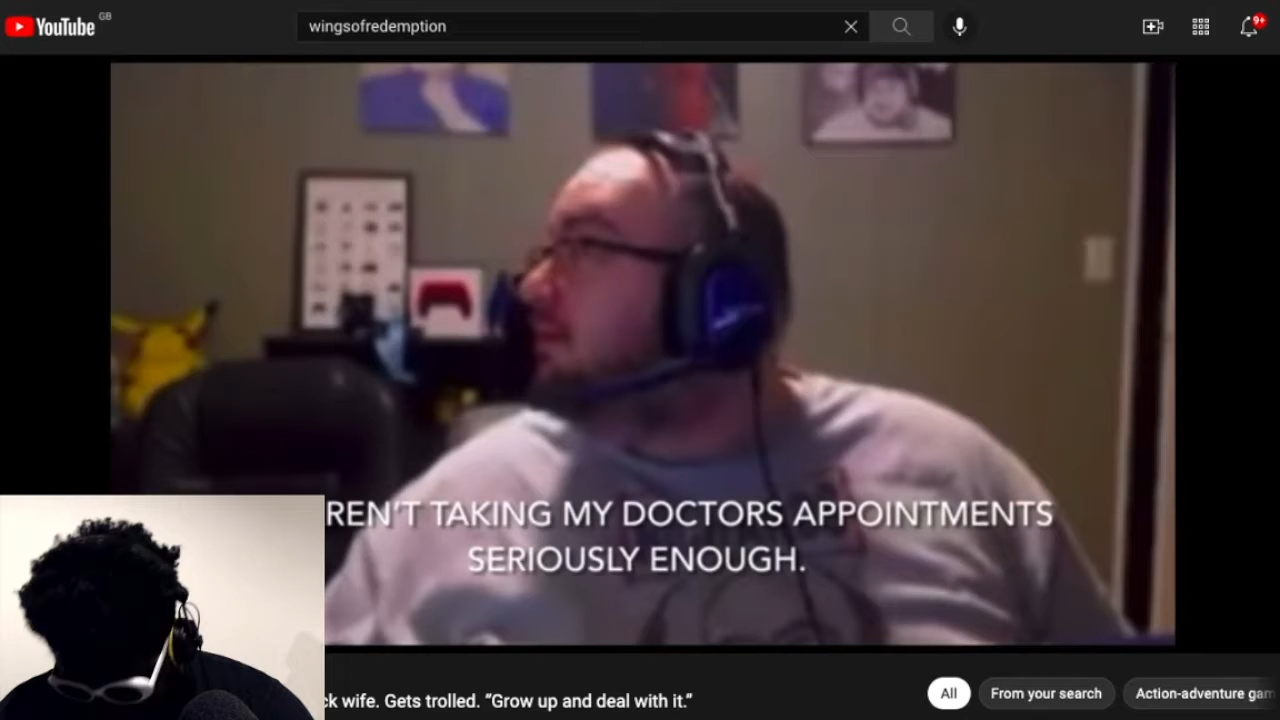 YouTube GB
wingsofredemption
9+
REN'T TAKING MY DOCTORS APPOINTMENTS
SERIOUSLY ENOUGH.
ck wife. Gets trolled. “Grow up and deal with it.”
All
From your search
Action-adventure gam